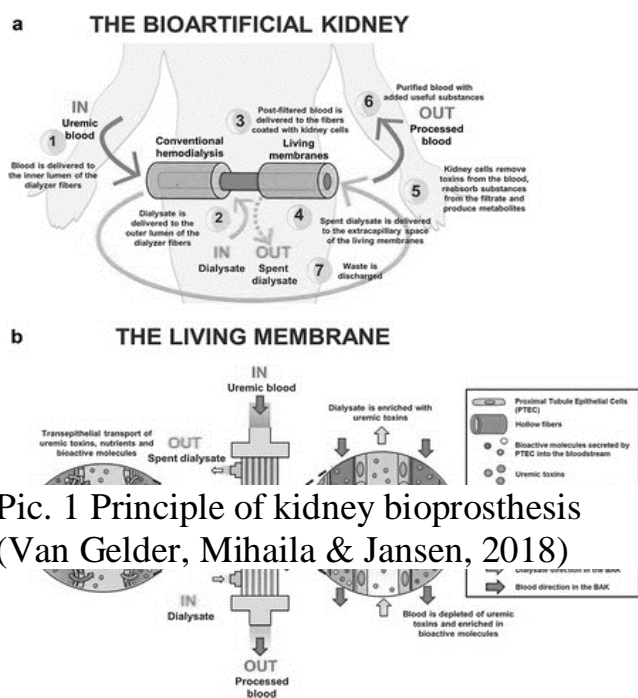 a THE BIOARTIFICIAL KIDNEY
IN
Uremic
blood
1
Blood is delivered to
the inner lumen of the
dialyzer fibers
Conventional
hemodialysis
3
Post-filtered blood is
delivered to the fibers
coated with kidney cells
Living
membranes
6
Purified blood with
added useful substances
OUT
Processed
blood
5
Kidney cells remove
toxins from the blood,
reabsorb substances
from the filtrate and
produce metabolites
Dialysate is
delivered to the
outer lumen of the
dialyzer fibers
2
IN
Dialysate
OUT
Spent
dialysate
4
Spent dialysate is delivered
to the extracapillary space
of the living membranes
7
Waste is
discharged
b THE LIVING MEMBRANE
IN
Uremic blood
Transepithelial transport of
uremic toxins, nutrients and
bioactive molecules
OUT
Spent dialysate
Dialysate is enriched with
uremic toxins
Proximal Tubule Epithelial Cells
(PTEC)
Hollow fibers
Bioactive molecules secreted by
PTEC into the bloodstream
Uremic toxins
Pic. 1 Principle of kidney bioprosthesis
(Van Gelder, Mihaila & Jansen, 2018)
Dialysate direction in the BAK
Blood direction in the BAK
IN
Dialysate
Blood is depleted of uremic
toxins and enriched in
bioactive molecules
OUT
Processed
blood